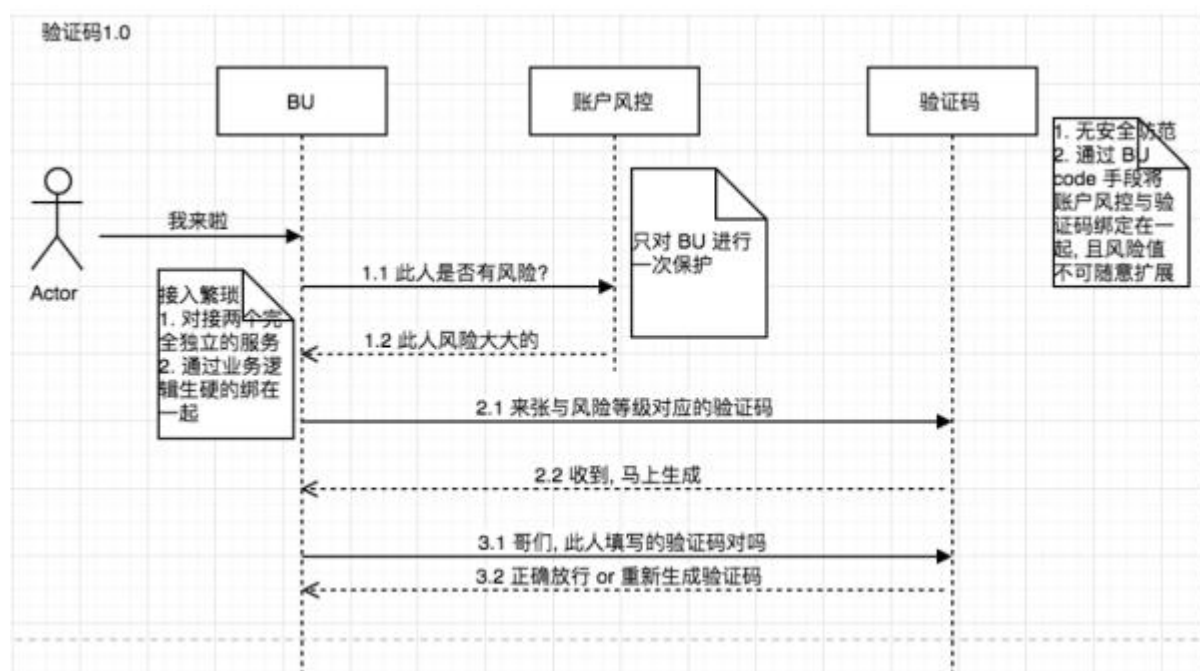 验证码1.0
BU
账户风控
验证码
1. 无安全防范
2. 通过 BU
code 手段将
账户风控与验
证码绑定在一
起, 且风险值
不可随意扩展
我来啦
Actor
只对 BU 进行
一次保护
1.1 此人是否有风险?
接入繁琐
1. 对接两个完
全独立的服务
2. 通过业务逻
辑生硬的绑在
一起
1.2 此人风险大大的
2.1 来张与风险等级对应的验证码
2.2 收到, 马上生成
3.1 哥们, 此人填写的验证码对吗
3.2 正确放行 or 重新生成验证码